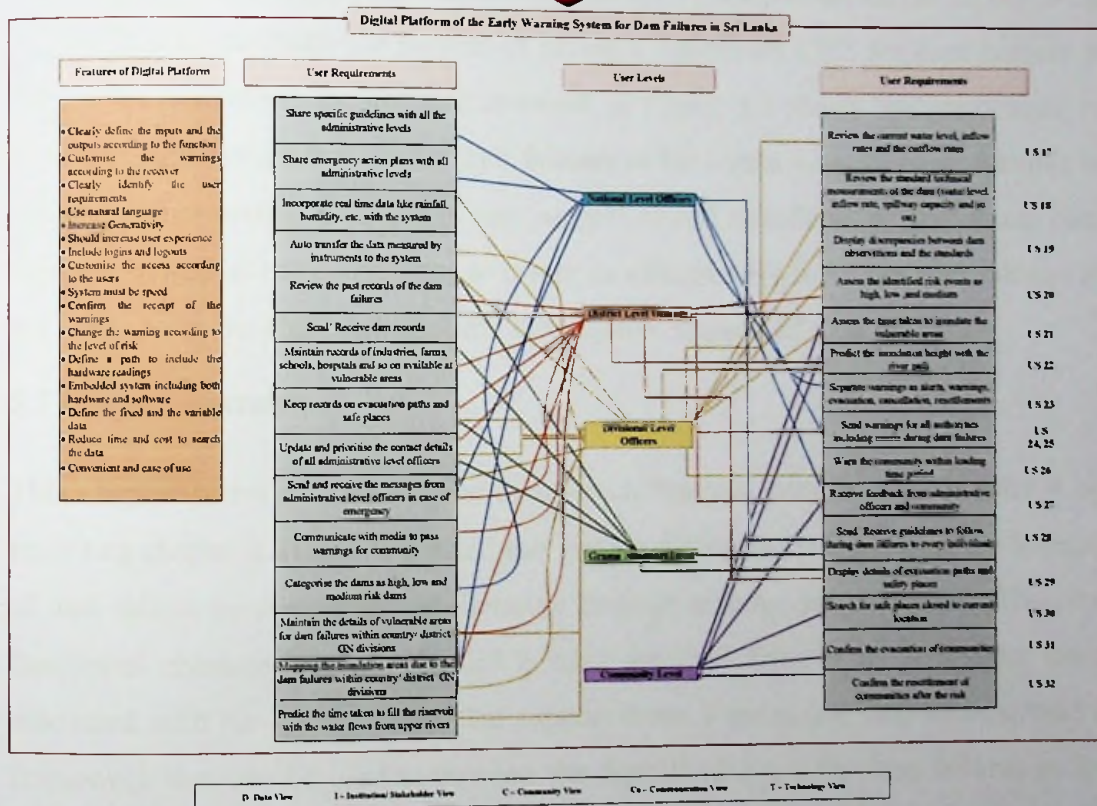 Digital Platform of the Early Warning System for Dam Failures in Sri Lanka
Features of Digital Platform
• Clearly define the inputs and the
outputs according to the function
• Customise the warnings
according to the receiver
• Clearly identify the user
requirements
• Use natural language
• Increase Generativity
• Should increase user experience
• Include logins and logouts
• Customise the access according
to the users
• System must be speed
• Confirm the receipt of the
warnings
• Change the warning according to
the level of risk
• Define a path to include the
hardware readings
• Embedded system including both
hardware and software
• Define the fixed and the variable
data
• Reduce time and cost to search
the data
• Convenient and ease of use
User Requirements
Share specific guidelines with all the
administrative levels
Share emergency action plans with all
administrative levels
Incorporate real time data like rainfall,
humidity, etc. with the system
Auto transfer the data measured by
instruments to the system
Review the past records of the dam
failures
Send/ Receive dam records
Maintain records of industries, farms,
schools, hospitals and so on available at
vulnerable areas
Keep records on evacuation paths and
safe places
Update and prioritise the contact details
of all administrative level officers
Send and receive the messages from
administrative level officers in case of
emergency
Communicate with media to pass
warnings for community
Categorise the dams as high, low and
medium risk dams
Maintain the details of vulnerable areas
for dam failures within country/ district/
GN divisions
Mapping the inundation areas due to the
dam failures within country/ district/ GN
divisions
Predict the time taken to fill the riservoir
with the water flows from upper rivers
User Levels
National Level Officers
District Level
Divisional Level
Officers
Grama Level
Community Level
User Requirements
Review the current water level, inflow
rates and the outflow rates
US 17
Review the standard technical
measurements of the dam (water level,
inflow rate, spillway capacity and so
on)
US 18
Display discrepancies between dam
observations and the standards
US 19
Assess the identified risk events as
high, low and medium
US 20
Assess the time taken to inundate the
vulnerable areas
US 21
Predict the inundation height with the
river path
US 22
Separate warnings as alerts, warnings,
evacuation, cancellation, resettlements
US 23
Send warnings for all authorities
including during dam failures
US
24, 25
Warn the community within leading
time period
US 26
Receive feedback from administrative
officers and community
US 27
Send/ Receive guidelines to follow
during dam failures to every individuals
US 28
Display details of evacuation paths and
safety places
US 29
Search for safe places closed to current
location
US 30
Confirm the evacuation of communities
US 31
Confirm the resettlement of
communities after the risk
US 32
D- Data View I - Institution/ Stakeholder View C - Community View Co - Communication View T - Technology View